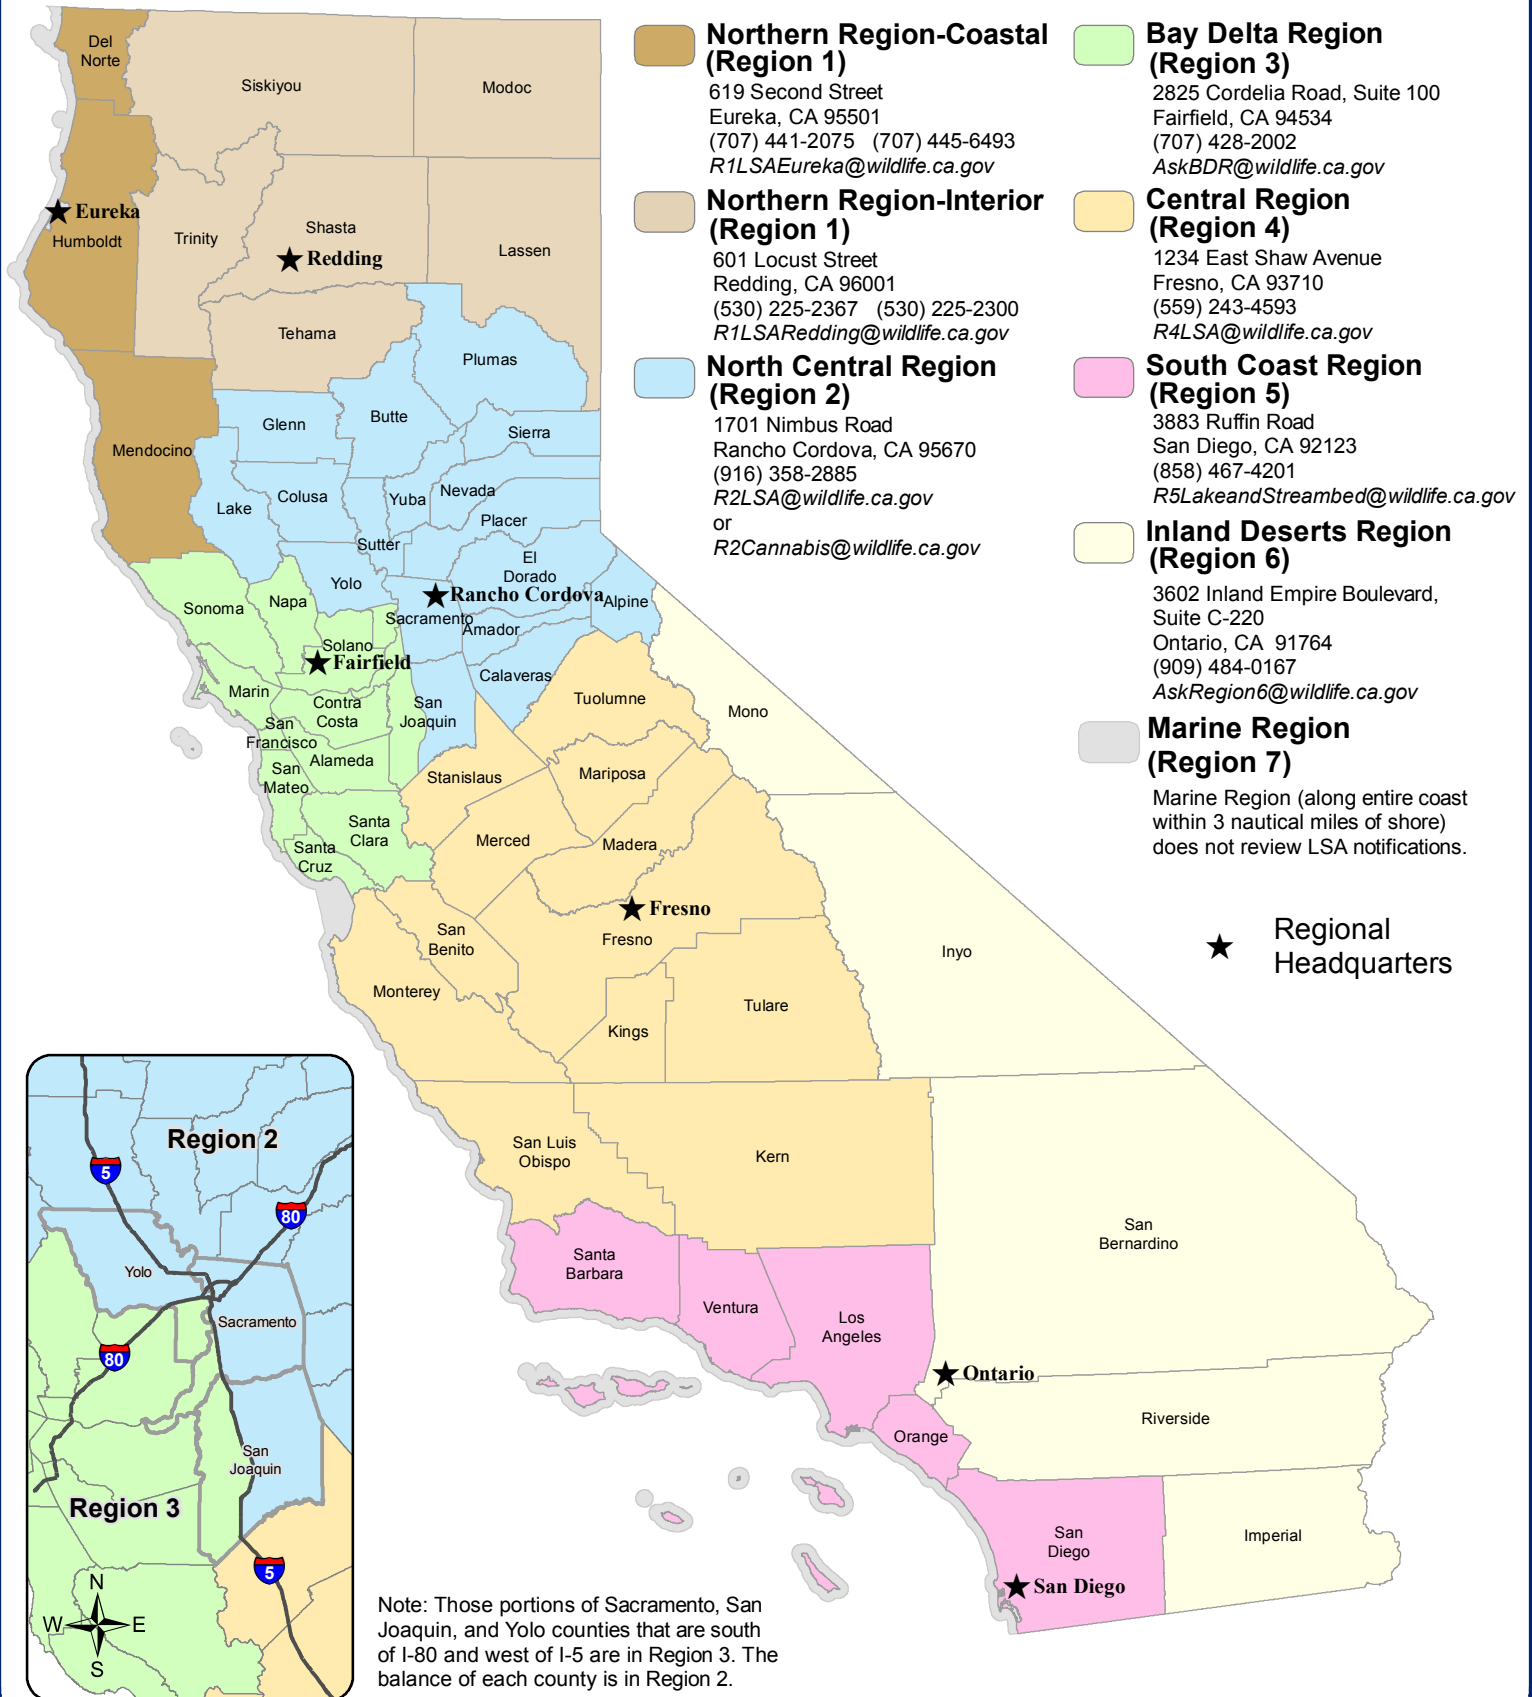 Northern Region-Coastal
(Region 1)
619 Second Street
Eureka, CA 95501
(707) 441-2075   (707) 445-6493
R1LSAEureka@wildlife.ca.gov
Northern Region-Interior
(Region 1)
601 Locust Street
Redding, CA 96001
(530) 225-2367   (530) 225-2300
R1LSARedding@wildlife.ca.gov
North Central Region
(Region 2)
1701 Nimbus Road
Rancho Cordova, CA 95670
(916) 358-2885
R2LSA@wildlife.ca.gov
or
R2Cannabis@wildlife.ca.gov
Bay Delta Region
(Region 3)
2825 Cordelia Road, Suite 100
Fairfield, CA 94534
(707) 428-2002
AskBDR@wildlife.ca.gov
Central Region
(Region 4)
1234 East Shaw Avenue
Fresno, CA 93710
(559) 243-4593
R4LSA@wildlife.ca.gov
South Coast Region
(Region 5)
3883 Ruffin Road
San Diego, CA 92123
(858) 467-4201
R5LakeandStreambed@wildlife.ca.gov
Inland Deserts Region
(Region 6)
3602 Inland Empire Boulevard,
Suite C-220
Ontario, CA  91764
(909) 484-0167
AskRegion6@wildlife.ca.gov
Marine Region
(Region 7)
Marine Region (along entire coast
within 3 nautical miles of shore)
does not review LSA notifications.
Regional
Headquarters
Del
Norte
Siskiyou
Modoc
Eureka
Humboldt
Trinity
Shasta
Redding
Lassen
Tehama
Plumas
Mendocino
Glenn
Butte
Sierra
Lake
Colusa
Yuba
Nevada
Placer
Sutter
El
Dorado
Yolo
Rancho Cordova
Alpine
Sonoma
Napa
Sacramento
Amador
Solano
Fairfield
Calaveras
Marin
Contra
Costa
San
Joaquin
Tuolumne
Mono
San
Francisco
Alameda
San
Mateo
Stanislaus
Mariposa
Santa
Clara
Merced
Madera
Santa
Cruz
Fresno
Fresno
San
Benito
Inyo
Monterey
Tulare
Kings
San Luis
Obispo
Kern
San
Bernardino
Santa
Barbara
Ventura
Los
Angeles
Ontario
Riverside
Orange
San
Diego
Imperial
San Diego
Region 2
5
80
Yolo
Sacramento
80
San
Joaquin
Region 3
5
N
W
E
S
Note: Those portions of Sacramento, San
Joaquin, and Yolo counties that are south
of I-80 and west of I-5 are in Region 3. The
balance of each county is in Region 2.